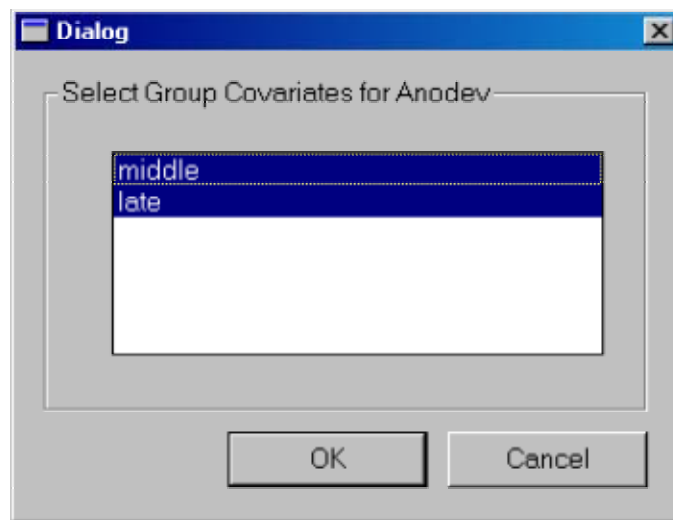 Dialog
Select Group Covariates for Anodev
middle
late
OK
Cancel